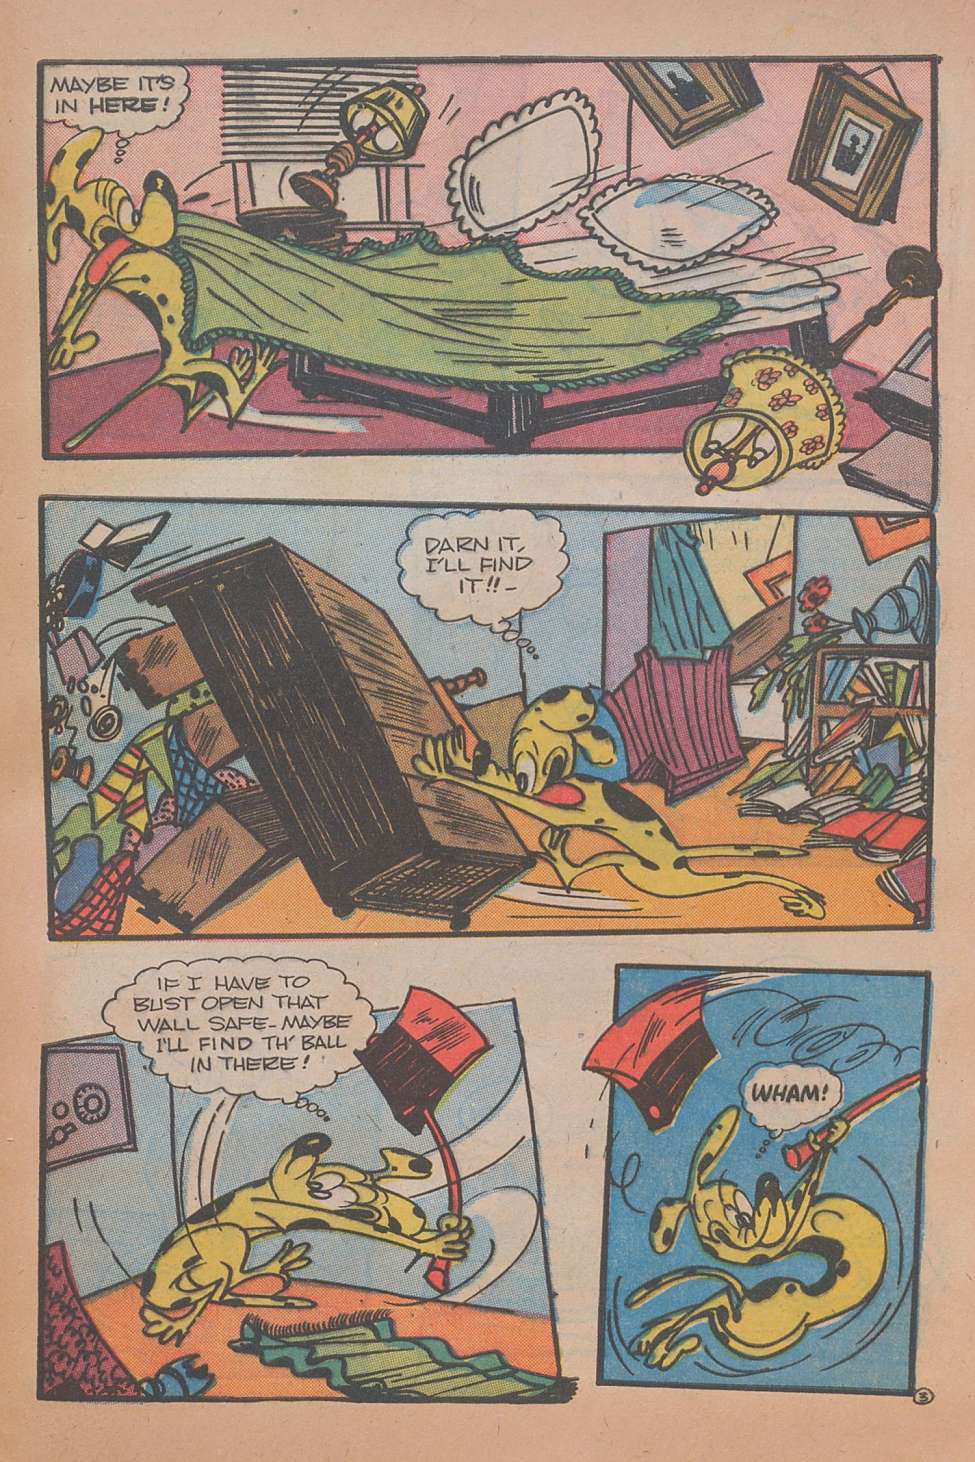 MAYBE IT'S
IN HERE!
DARN IT,
I'LL FIND
IT!!-
IF I HAVE TO
BUST OPEN THAT
WALL SAFE-MAYBE
I'LL FIND TH' BALL
IN THERE!
WHAM!
3